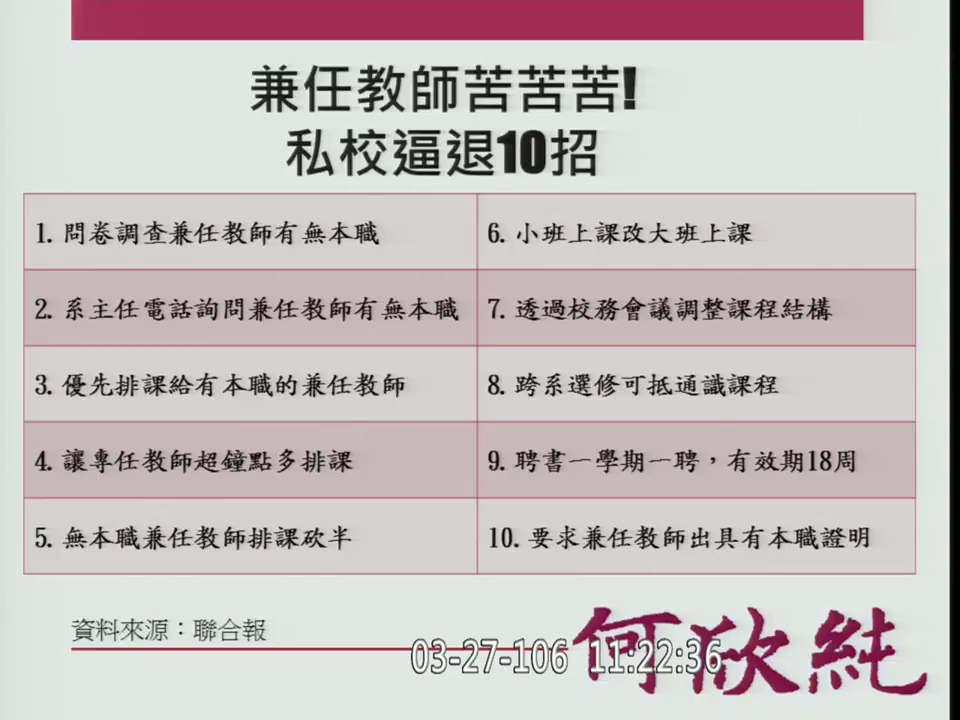 兼任教師苦苦苦!
私校逼退10招
1. 問卷調查兼任教師有無本職
2. 系主任電話詢問兼任教師有無本職
3. 優先排課給有本職的兼任教師
4. 讓專任教師超鐘點多排課
5. 無本職兼任教師排課砍半
6. 小班上課改大班上課
7. 透過校務會議調整課程結構
8. 跨系選修可抵通識課程
9. 聘書一學期一聘，有效期18周
10. 要求兼任教師出具有本職證明
資料來源：聯合報
何欣純
03-27-106 11:22:36